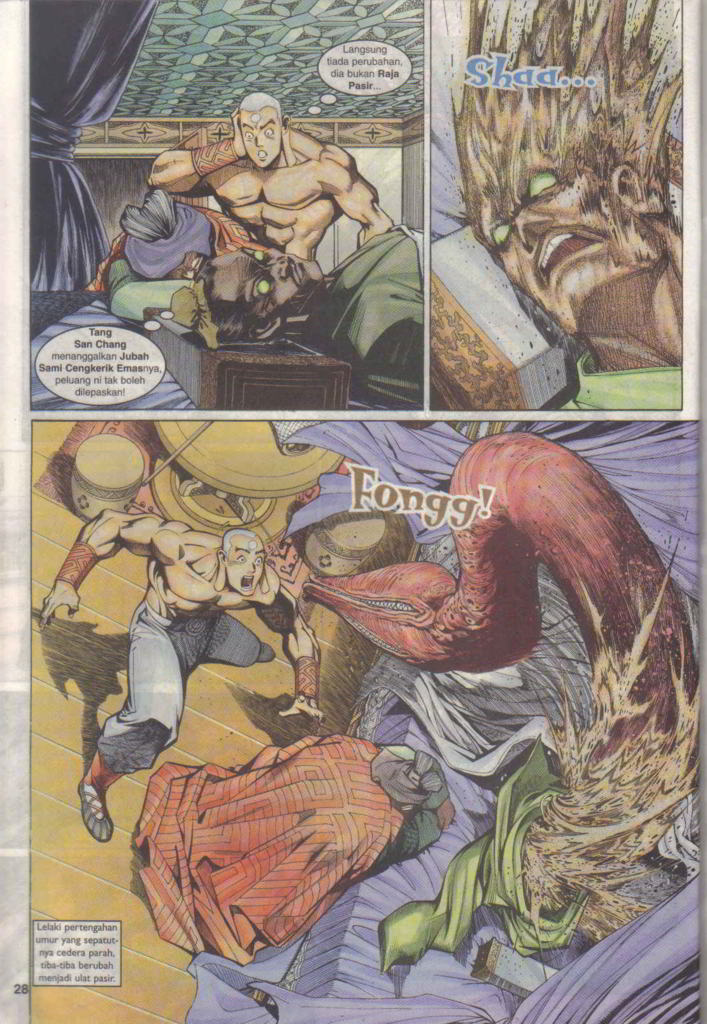 Langsung
tiada perubahan,
dia bukan Raja
Pasir...
Tang
San Chang
menanggalkan Jubah
Sami Cengkerik Emasnya,
peluang ni tak boleh
dilepaskan!
Shaa...
Fongg!
Lelaki pertengahan
umur yang sepatut-
nya cedera parah,
tiba-tiba berubah
menjadi ulat pasir.
28